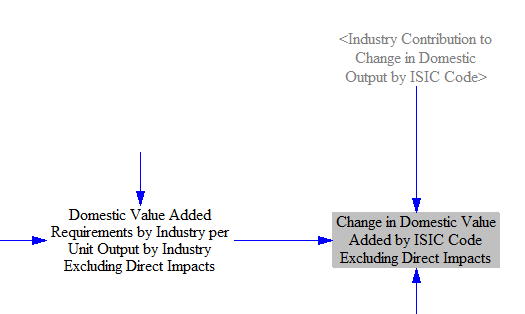 <Industry Contribution to
Change in Domestic
Output by ISIC Code>
Domestic Value Added
Requirements by Industry per
Unit Output by Industry
Excluding Direct Impacts
Change in Domestic Value
Added by ISIC Code
Excluding Direct Impacts